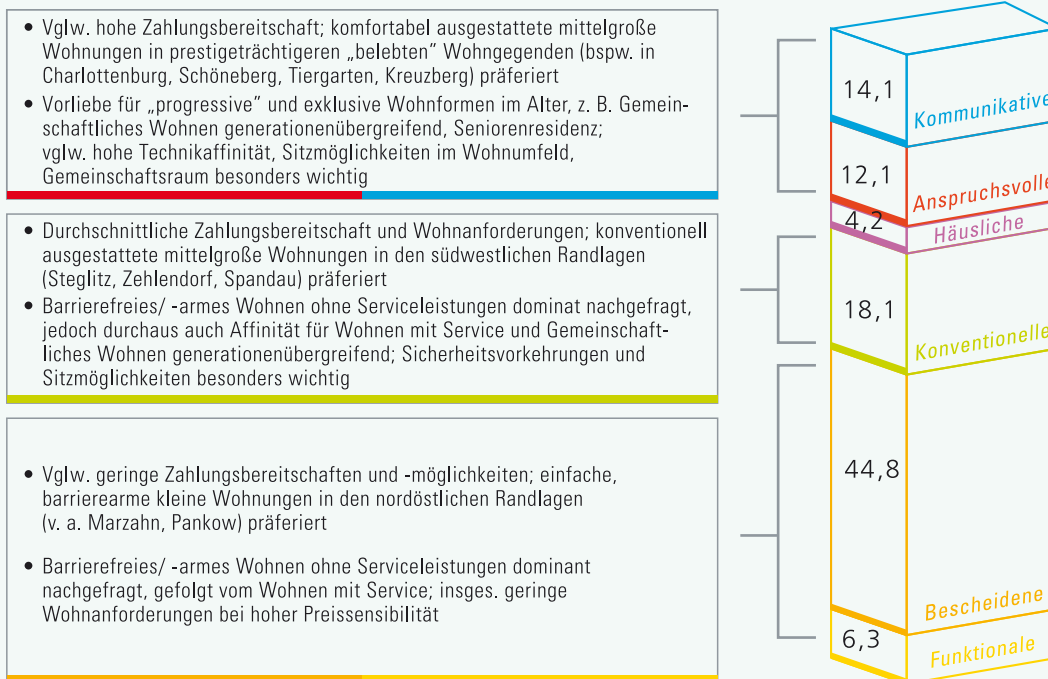 • Vglw. hohe Zahlungsbereitschaft; komfortabel ausgestattete mittelgroße
Wohnungen in prestigeträchtigeren „belebten” Wohngegenden (bspw. in
Charlottenburg, Schöneberg, Tiergarten, Kreuzberg) präferiert
• Vorliebe für „progressive” und exklusive Wohnformen im Alter, z. B. Gemein-
schaftliches Wohnen generationenübergreifend, Seniorenresidenz;
vglw. hohe Technikaffinität, Sitzmöglichkeiten im Wohnumfeld,
Gemeinschaftsraum besonders wichtig
• Durchschnittliche Zahlungsbereitschaft und Wohnanforderungen; konventionell
ausgestattete mittelgroße Wohnungen in den südwestlichen Randlagen
(Steglitz, Zehlendorf, Spandau) präferiert
• Barrierefreies/ -armes Wohnen ohne Serviceleistungen dominat nachgefragt,
jedoch durchaus auch Affinität für Wohnen mit Service und Gemeinschaft-
liches Wohnen generationenübergreifend; Sicherheitsvorkehrungen und
Sitzmöglichkeiten besonders wichtig
• Vglw. geringe Zahlungsbereitschaften und -möglichkeiten; einfache,
barrierearme kleine Wohnungen in den nordöstlichen Randlagen
(v. a. Marzahn, Pankow) präferiert
• Barrierefreies/ -armes Wohnen ohne Serviceleistungen dominant
nachgefragt, gefolgt vom Wohnen mit Service; insges. geringe
Wohnanforderungen bei hoher Preissensibilität
14,1
Kommunikative
12,1
Anspruchsvolle
4,2
Häusliche
18,1
Konventionelle
44,8
Bescheidene
6,3
Funktionale